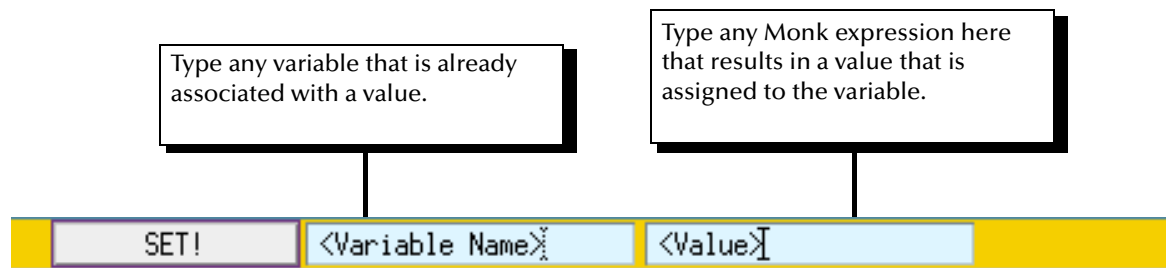 Type any variable that is already
associated with a value.
Type any Monk expression here
that results in a value that is
assigned to the variable.
SET! <Variable Name> <Value>